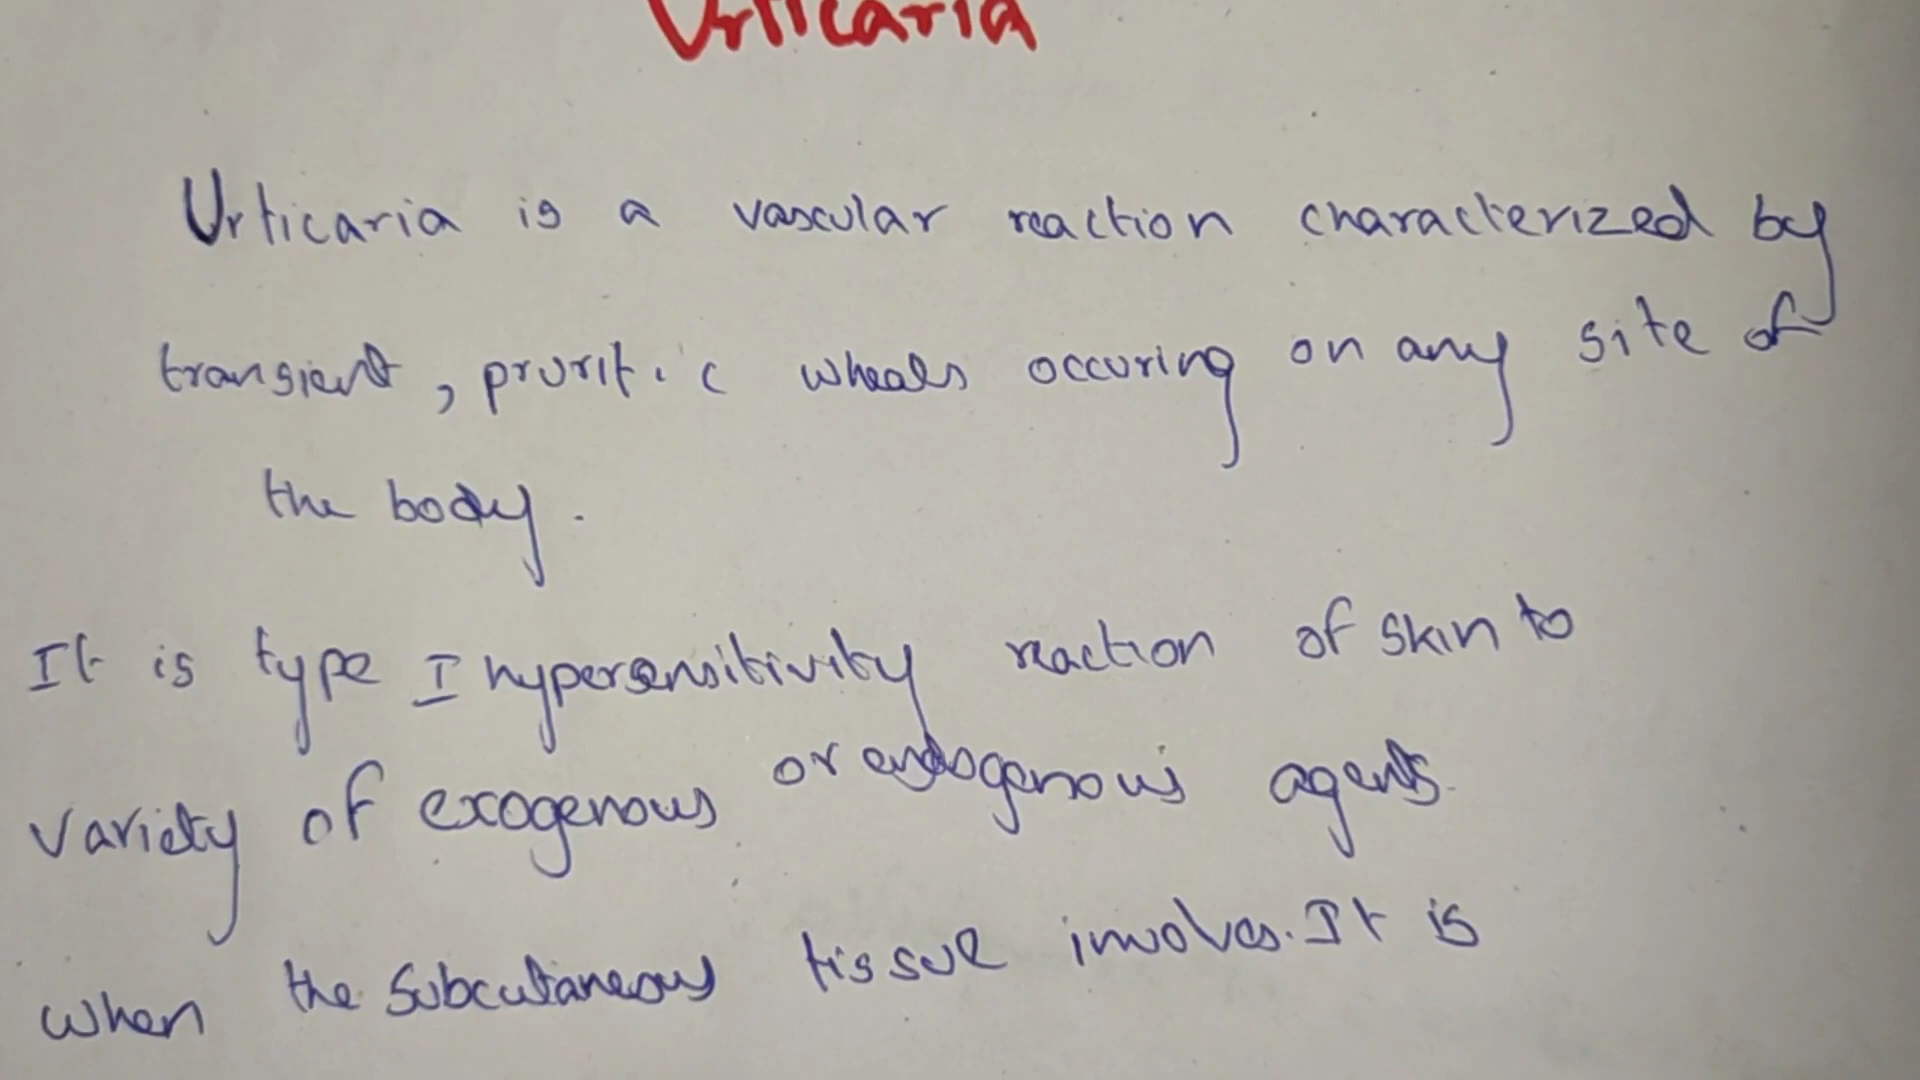 Urticaria
Urticaria is a vascular reaction characterized by
transient, pruritic wheals occuring on any site of
the body.
It is type I hypersensitivity reaction of skin to
variety of exogenous or endogenous agents.
when the subcutaneous tissue involves. It is